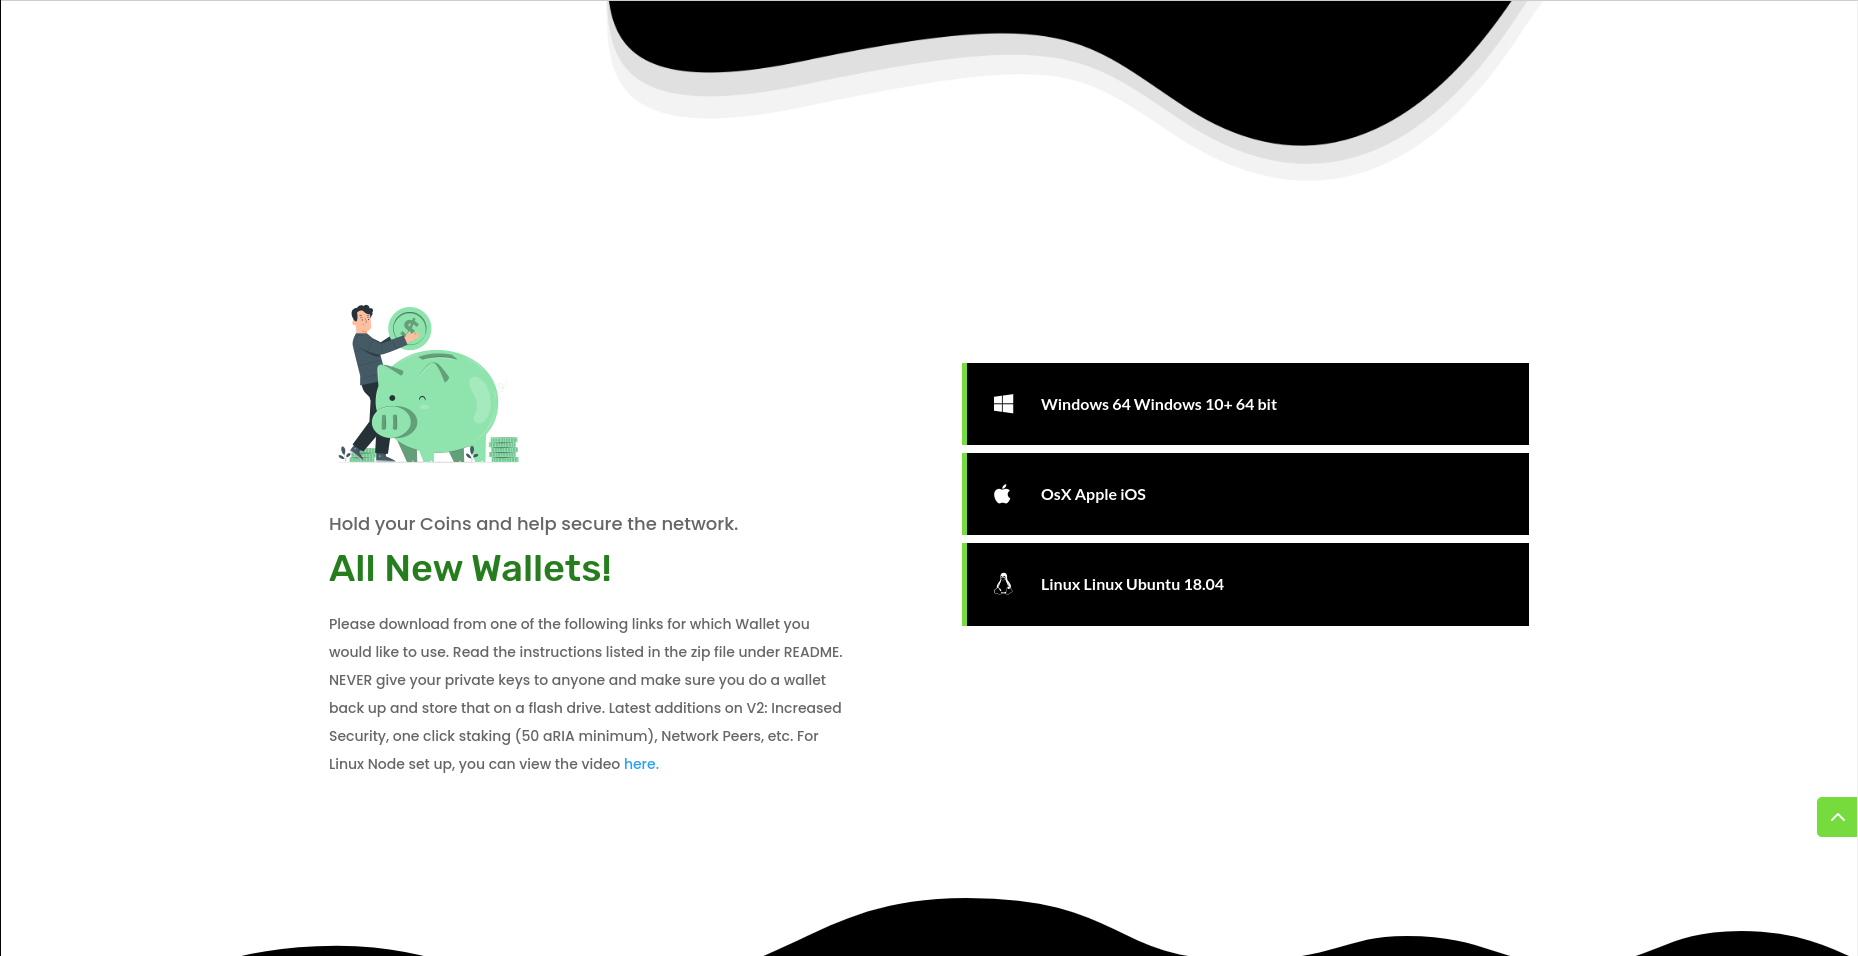 Hold your Coins and help secure the network.
All New Wallets!
Please download from one of the following links for which Wallet you
would like to use. Read the instructions listed in the zip file under README.
NEVER give your private keys to anyone and make sure you do a wallet
back up and store that on a flash drive. Latest additions on V2: Increased
Security, one click staking (50 aRIA minimum), Network Peers, etc. For
Linux Node set up, you can view the video here.
Windows 64 Windows 10+ 64 bit
OsX Apple iOS
Linux Linux Ubuntu 18.04